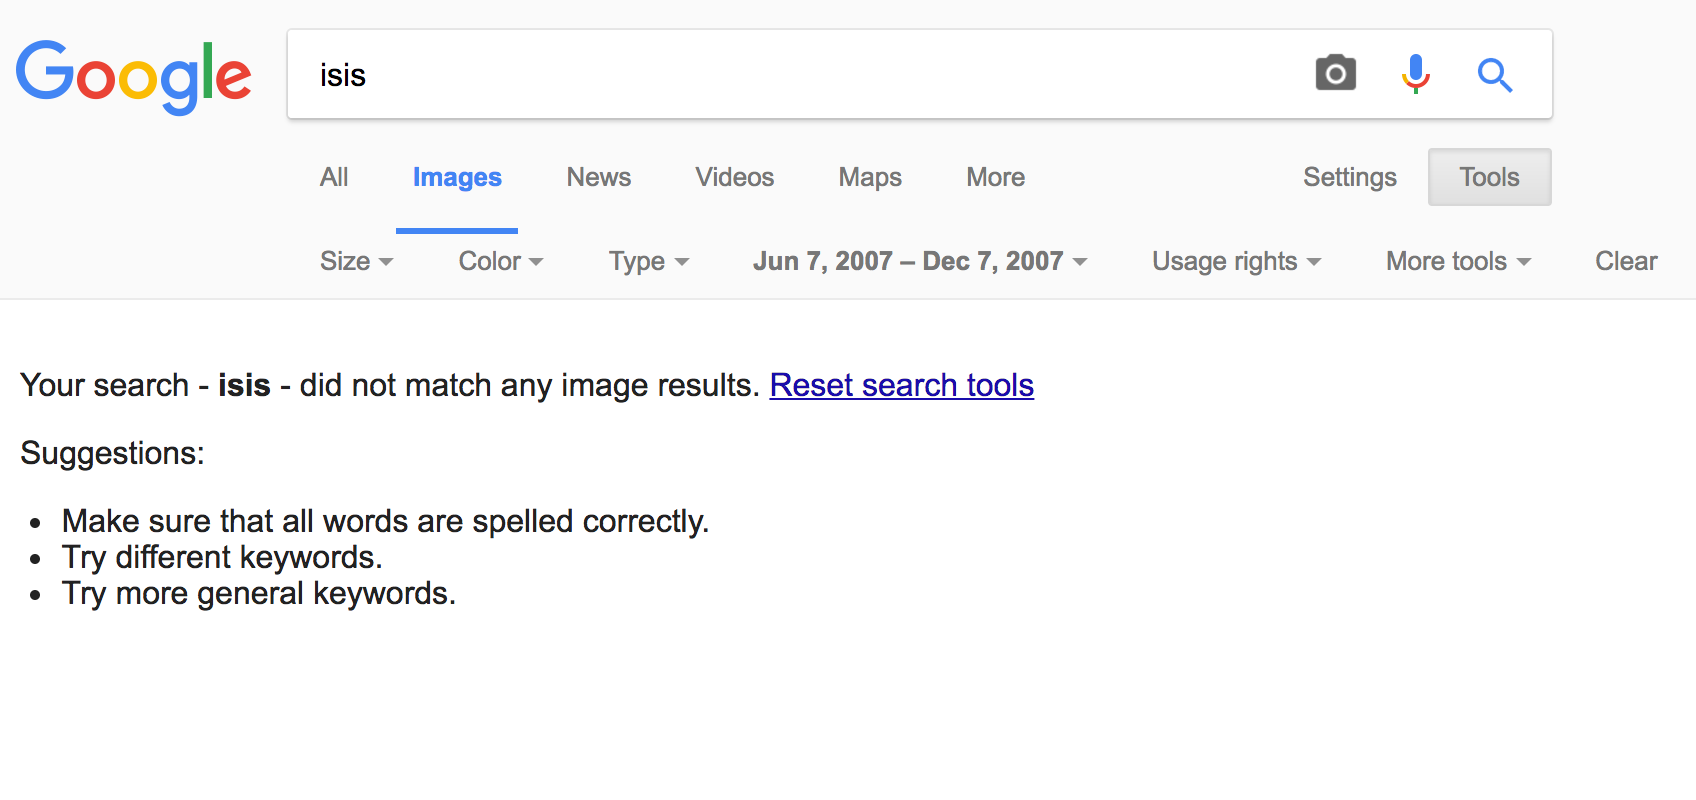 Google
isis
All Images News Videos Maps More Settings Tools
Size Color Type Jun 7, 2007 – Dec 7, 2007 Usage rights More tools Clear
Your search - isis - did not match any image results. Reset search tools
Suggestions:
• Make sure that all words are spelled correctly.
• Try different keywords.
• Try more general keywords.